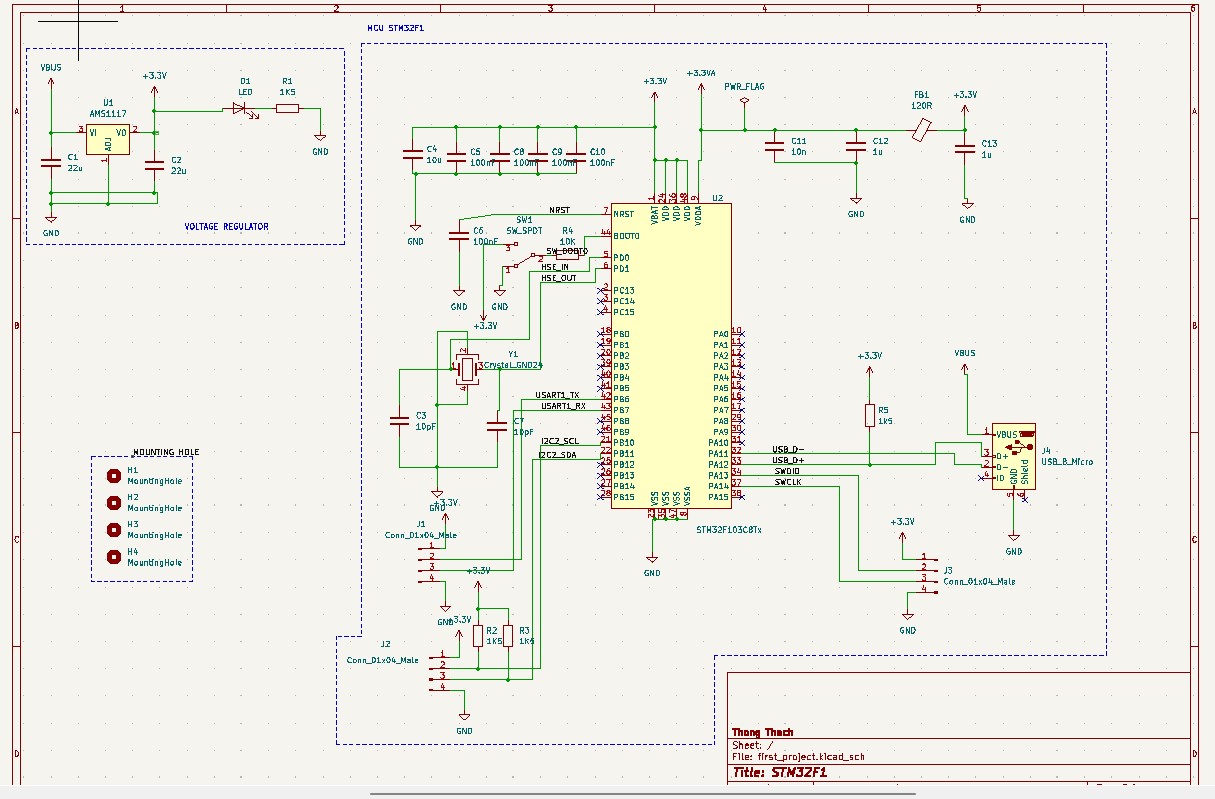 1 2 3 4 5 6
MCU STM32F1
A
VBUS
+3.3V
U1
AMS1117
3 VI VO 2
ADJ
1
D1
LED
R1
1K5
GND
C1
22u
C2
22u
GND
VOLTAGE REGULATOR
+3.3V
+3.3VA
PWR_FLAG
FB1
120R
+3.3V
C4
10u
C5
100nF
C8
100nF
C9
100nF
C10
100nF
C11
10n
C12
1u
C13
1u
GND
GND
GND
U2
1 24 36 48 9
VBAT VDD VDD VDD VDDA
NRST 7 NRST
44 BOOT0
SW1
SW_SPDT
R4
10K
SW_BOOT0
3
2
1
C6
100nF
5 PD0
HSE_IN 6 PD1
HSE_OUT
GND GND
+3.3V
2 PC13
3 PC14
4 PC15
B
18 PB0 PA0 10
19 PB1 PA1 11
20 PB2 PA2 12
39 PB3 PA3 13
40 PB4 PA4 14
41 PB5 PA5 15
USART1_TX 42 PB6 PA6 16
USART1_RX 43 PB7 PA7 17
45 PB8 PA8 29
46 PB9 PA9 30
I2C2_SCL 21 PB10 PA10 31
I2C2_SDA 22 PB11 PA11 32 USB_D-
25 PB12 PA12 33 USB_D+
26 PB13 PA13 34 SWDIO
27 PB14 PA14 37 SWCLK
28 PB15 PA15 38
VSS VSS VSS VSSA
23 35 47 8
STM32F103C8Tx
GND
Y1
Crystal_GND24
1 2 3 4
C3
10pF
C7
10pF
GND
+3.3V
R5
1k5
VBUS
1 VBUS
3 D+
2 D-
4 ID
GND
Shield
5 6
J4
USB_B_Micro
GND
MOUNTING HOLE
H1
MountingHole
H2
MountingHole
H3
MountingHole
H4
MountingHole
C
+3.3V
J1
Conn_01x04_Male
1
2
3
4
GND
+3.3V
+3.3V
R2
1K5
R3
1K5
J2
Conn_01x04_Male
1
2
3
4
GND
+3.3V
1
2
3
4
J3
Conn_01x04_Male
GND
D
Thong Thach
Sheet: /
File: first_project.kicad_sch
Title: STM32F1